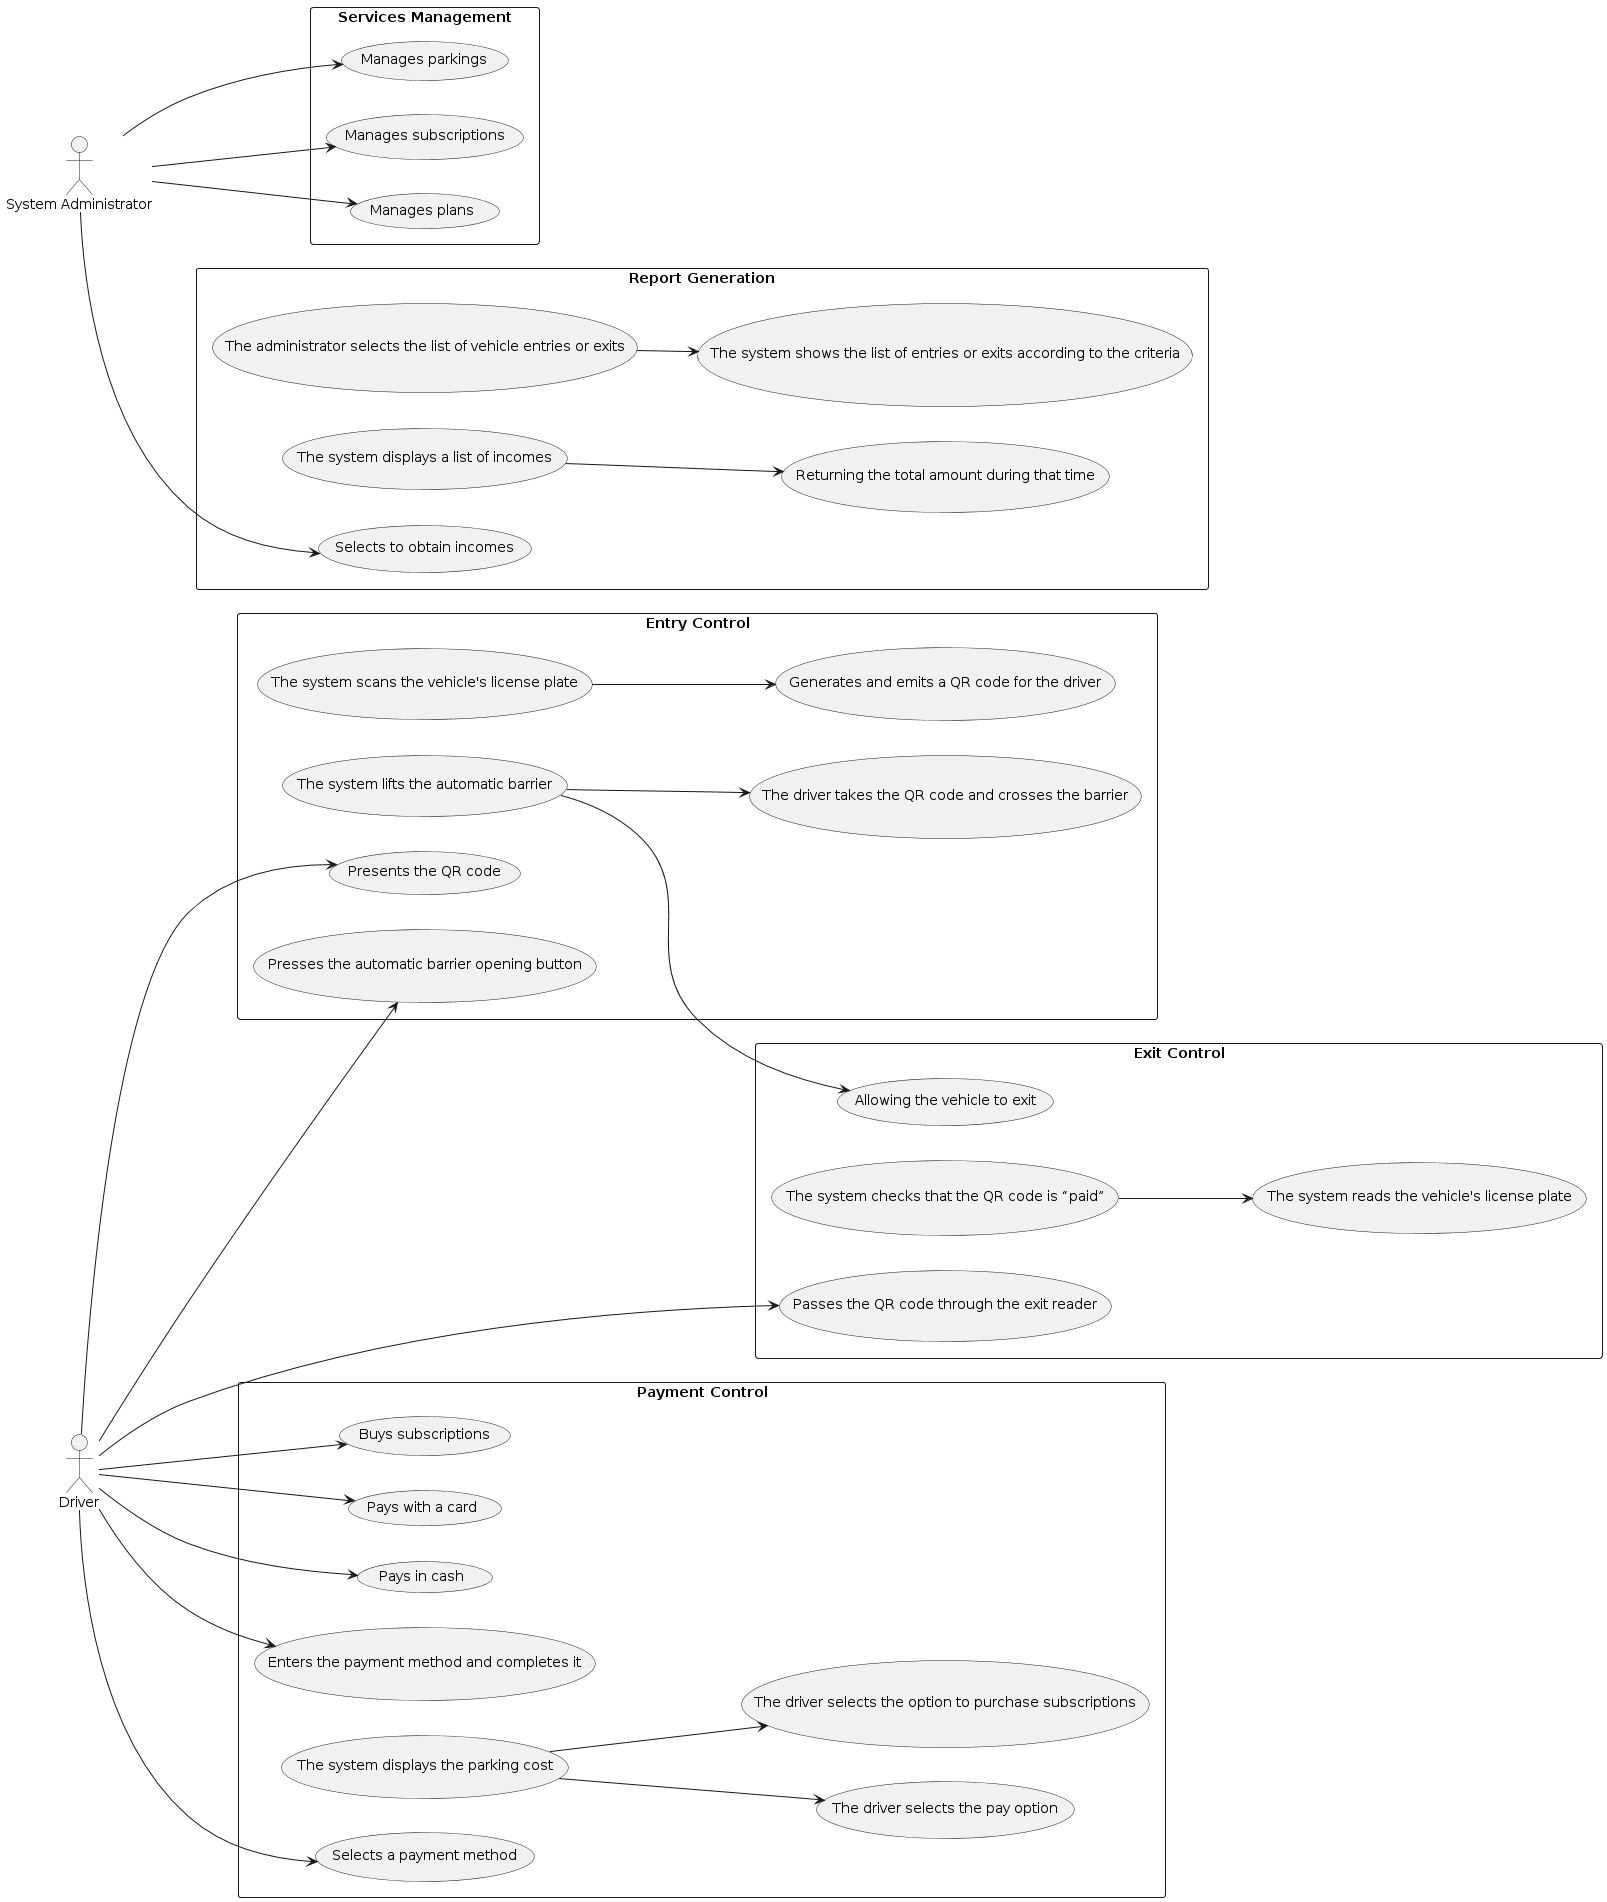 Services Management
Manages parkings
Manages subscriptions
System Administrator
Manages plans
Report Generation
The administrator selects the list of vehicle entries or exits
The system shows the list of entries or exits according to the criteria
The system displays a list of incomes
Returning the total amount during that time
Selects to obtain incomes
Entry Control
The system scans the vehicle's license plate
Generates and emits a QR code for the driver
The system lifts the automatic barrier
The driver takes the QR code and crosses the barrier
Presents the QR code
Presses the automatic barrier opening button
Exit Control
Allowing the vehicle to exit
The system checks that the QR code is “paid”
The system reads the vehicle's license plate
Passes the QR code through the exit reader
Payment Control
Buys subscriptions
Driver
Pays with a card
Pays in cash
Enters the payment method and completes it
The driver selects the option to purchase subscriptions
The system displays the parking cost
The driver selects the pay option
Selects a payment method